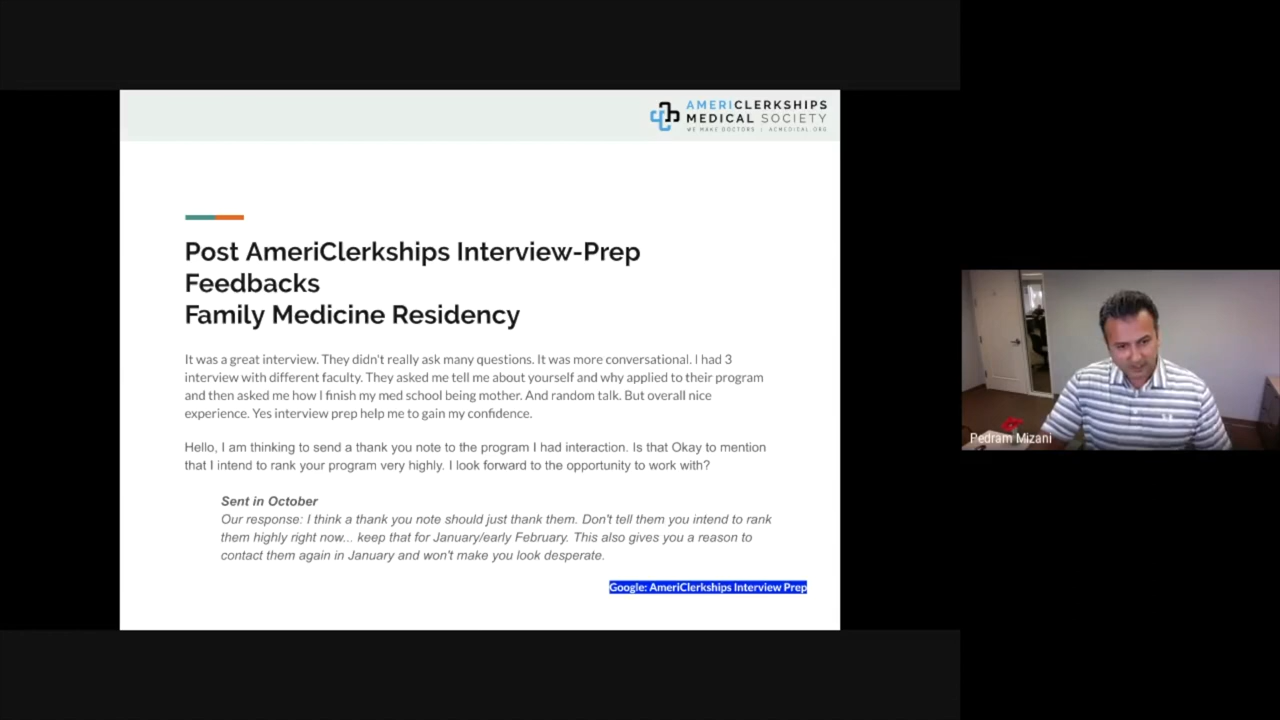 AMERICLERKSHIPS
MEDICAL SOCIETY
WE MAKE DOCTORS | ACMEDICAL.ORG
Post AmeriClerkships Interview-Prep
Feedbacks
Family Medicine Residency
It was a great interview. They didn't really ask many questions. It was more conversational. I had 3
interview with different faculty. They asked me tell me about yourself and why applied to their program
and then asked me how I finish my med school being mother. And random talk. But overall nice
experience. Yes interview prep help me to gain my confidence.
Hello, I am thinking to send a thank you note to the program I had interaction. Is that Okay to mention
that I intend to rank your program very highly. I look forward to the opportunity to work with?
Sent in October
Our response: I think a thank you note should just thank them. Don't tell them you intend to rank
them highly right now... keep that for January/early February. This also gives you a reason to
contact them again in January and won't make you look desperate.
Google: AmeriClerkships Interview Prep
Pedram Mizani